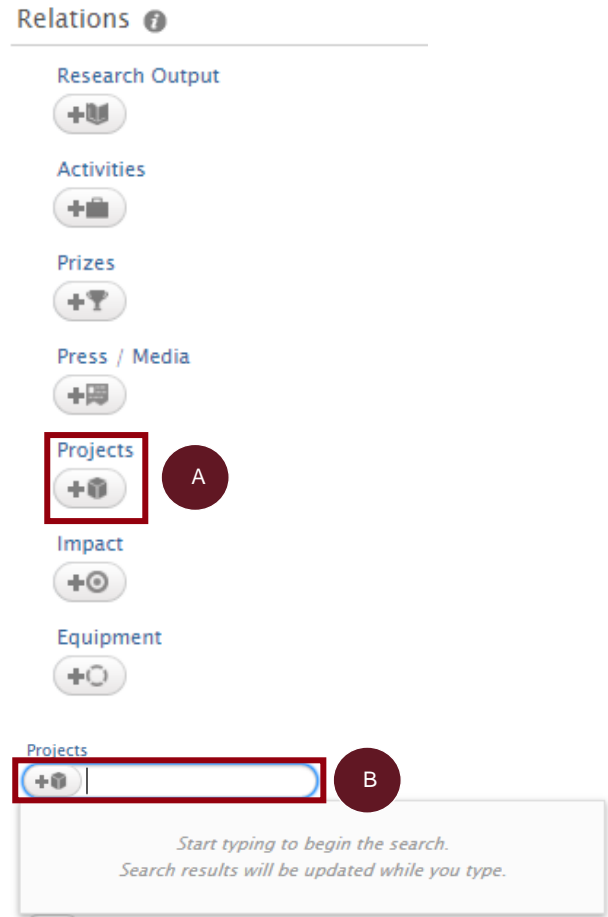 Relations
Research Output
Activities
Prizes
Press / Media
Projects
A
Impact
Equipment
Projects
B
Start typing to begin the search.
Search results will be updated while you type.